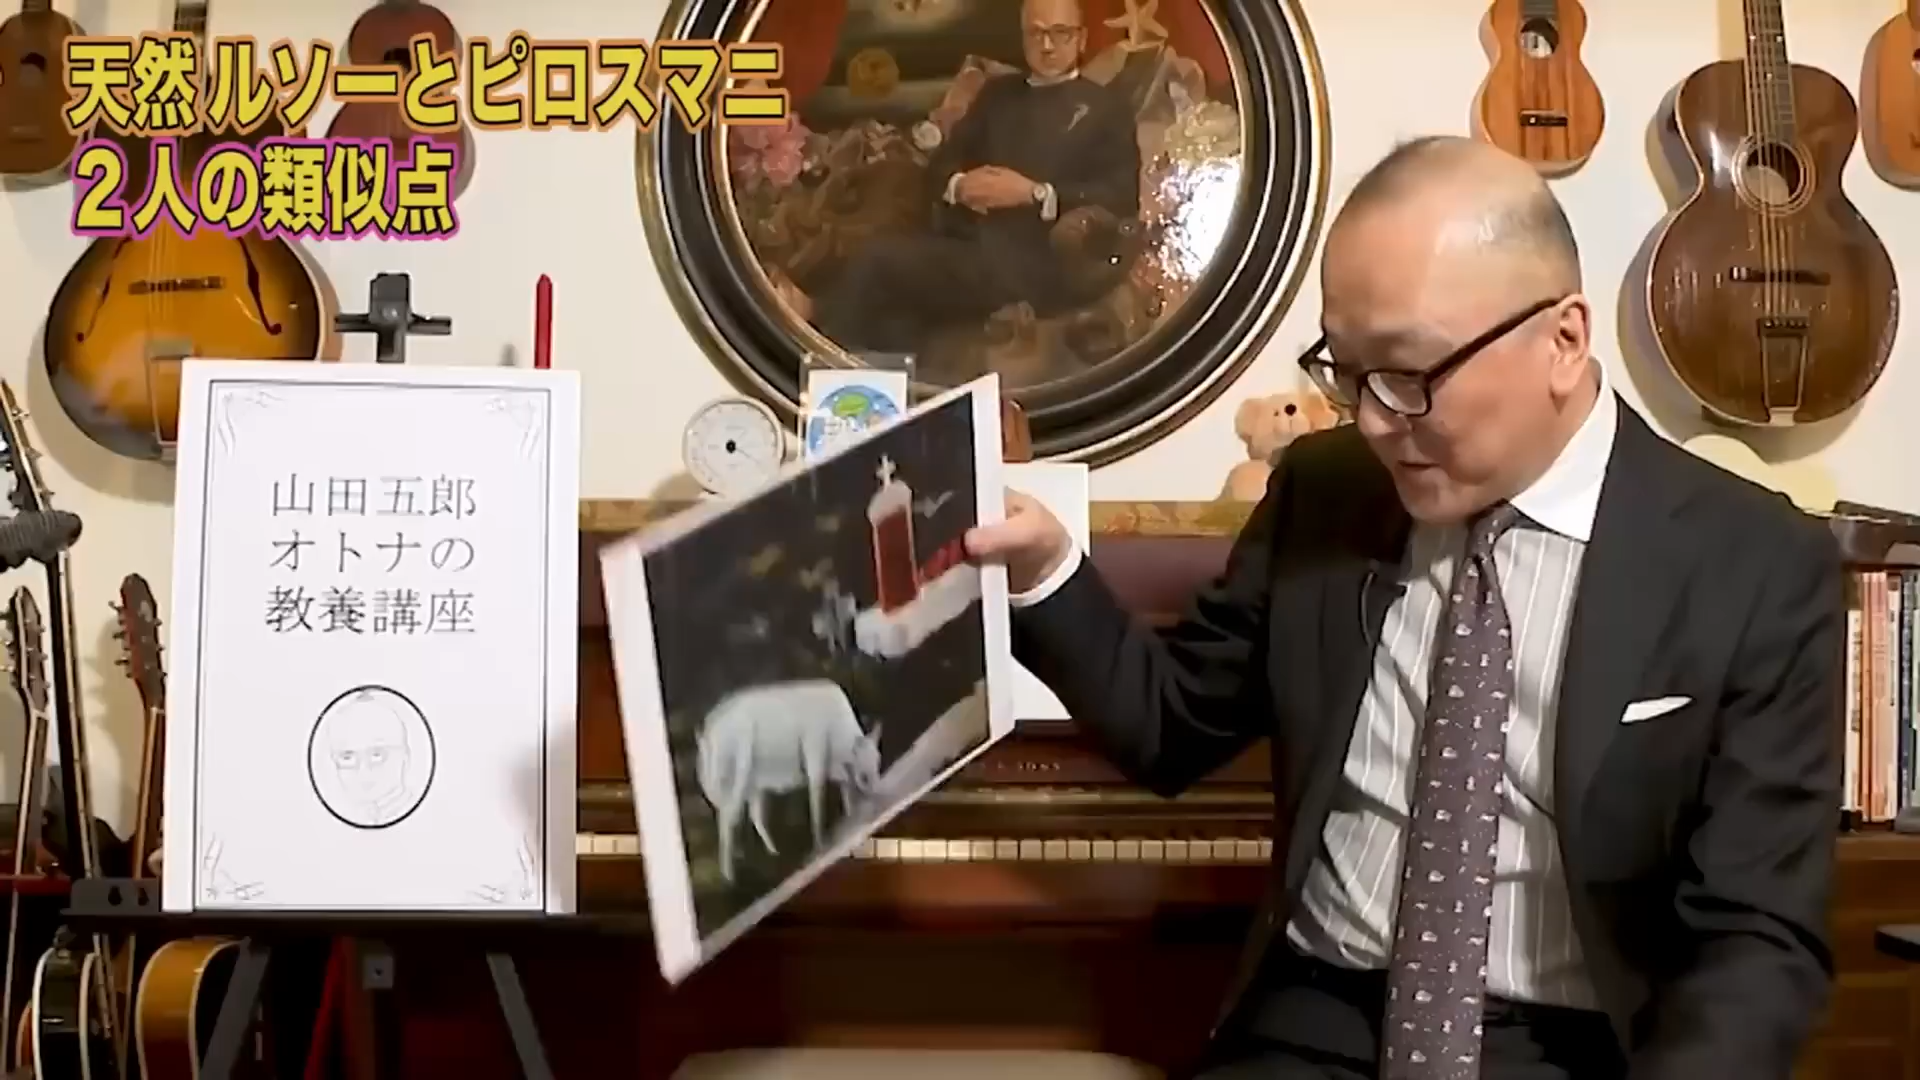 天然ルソーとピロスマニ
2人の類似点
山田五郎
オトナの
教養講座